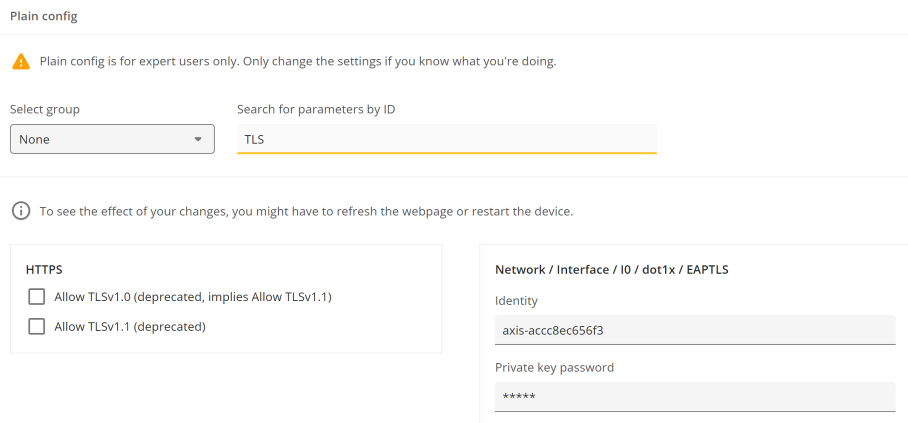 Plain config
Plain config is for expert users only. Only change the settings if you know what you're doing.
Select group
Search for parameters by ID
None
TLS
To see the effect of your changes, you might have to refresh the webpage or restart the device.
HTTPS
Allow TLSv1.0 (deprecated, implies Allow TLSv1.1)
Allow TLSv1.1 (deprecated)
Network / Interface / I0 / dot1x / EAPTLS
Identity
axis-accc8ec656f3
Private key password
*****